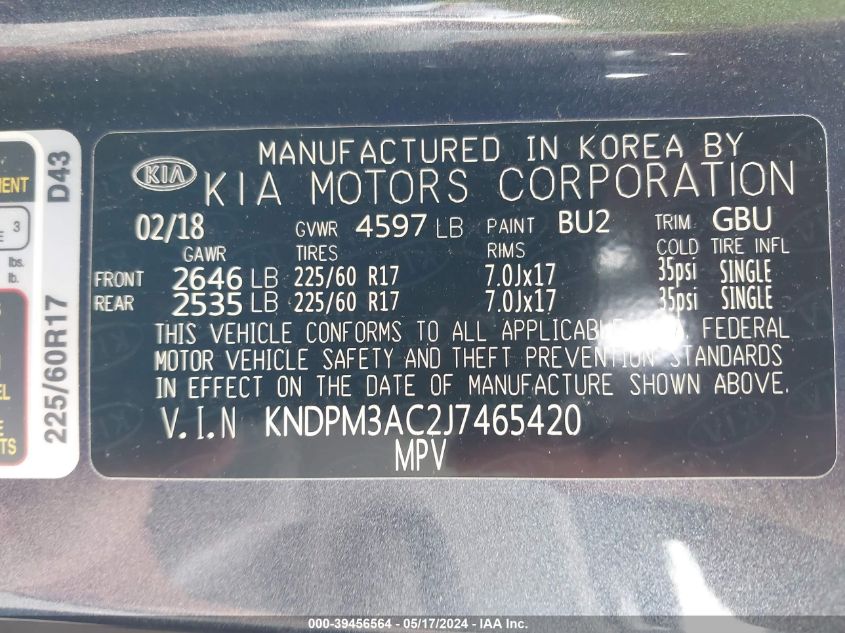 MANUFACTURED IN KOREA BY
KIA KIA MOTORS CORPORATION
02/18 GVWR 4597 LB PAINT BU2 TRIM GBU
GAWR TIRES RIMS COLD TIRE INFL
FRONT 2646 LB 225/60 R17 7.0Jx17 35psi SINGLE
REAR 2535 LB 225/60 R17 7.0Jx17 35psi SINGLE
THIS VEHICLE CONFORMS TO ALL APPLICABLE FEDERAL
MOTOR VEHICLE SAFETY AND THEFT PREVENTION STANDARDS
IN EFFECT ON THE DATE OF MANUFACTURE SHOWN ABOVE.
V.I.N KNDPM3AC2J7465420
MPV
225/60R17 D43
3
lbs.
lb.
000-39456564 - 05/17/2024 - IAA Inc.